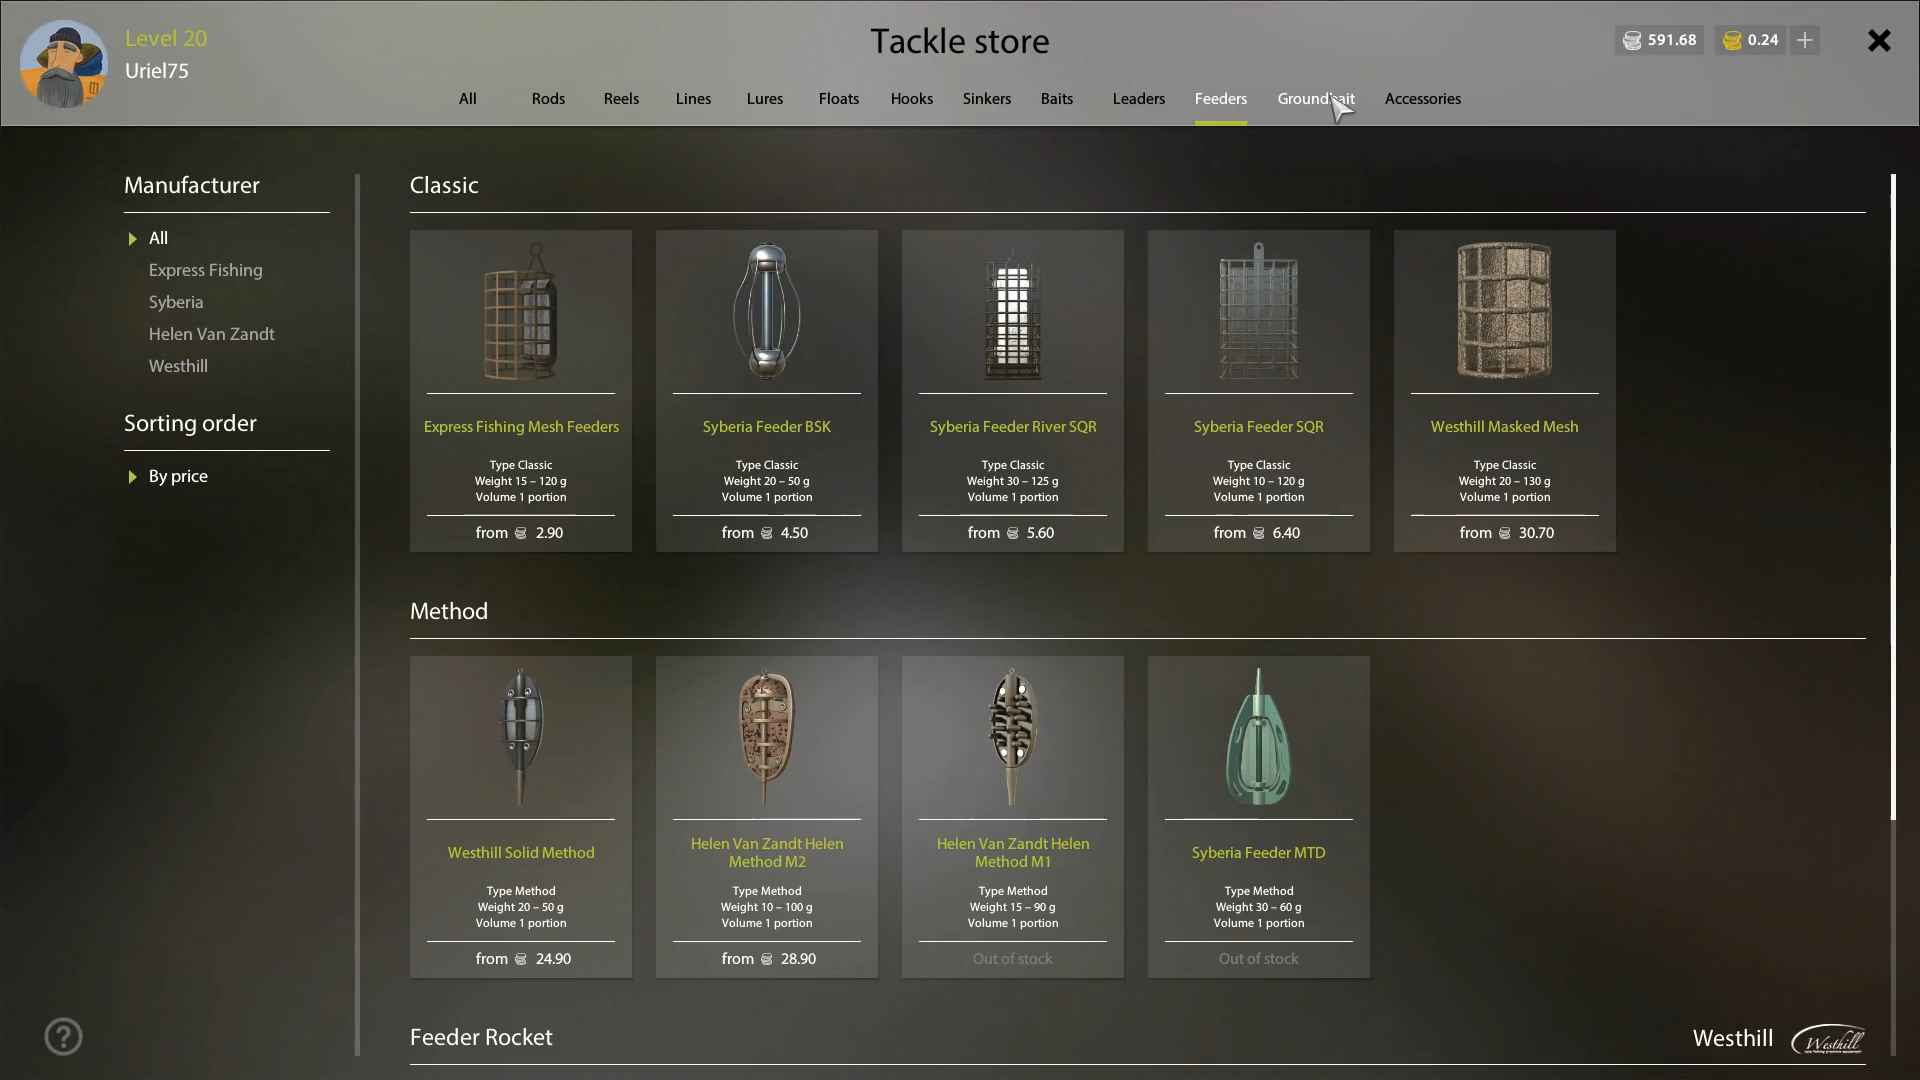 Level 20
Uriel75
Tackle store
591.68
0.24
All
Rods
Reels
Lines
Lures
Floats
Hooks
Sinkers
Baits
Leaders
Feeders
Groundbait
Accessories
Manufacturer
All
Express Fishing
Syberia
Helen Van Zandt
Westhill
Sorting order
By price
Classic
Express Fishing Mesh Feeders
Type Classic
Weight 15 – 120 g
Volume 1 portion
from 2.90
Syberia Feeder BSK
Type Classic
Weight 20 – 50 g
Volume 1 portion
from 4.50
Syberia Feeder River SQR
Type Classic
Weight 30 – 125 g
Volume 1 portion
from 5.60
Syberia Feeder SQR
Type Classic
Weight 10 – 120 g
Volume 1 portion
from 6.40
Westhill Masked Mesh
Type Classic
Weight 20 – 130 g
Volume 1 portion
from 30.70
Method
Westhill Solid Method
Type Method
Weight 20 – 50 g
Volume 1 portion
from 24.90
Helen Van Zandt Helen
Method M2
Type Method
Weight 10 – 100 g
Volume 1 portion
from 28.90
Helen Van Zandt Helen
Method M1
Type Method
Weight 15 – 90 g
Volume 1 portion
Out of stock
Syberia Feeder MTD
Type Method
Weight 30 – 60 g
Volume 1 portion
Out of stock
Feeder Rocket
Westhill
Westhill
?